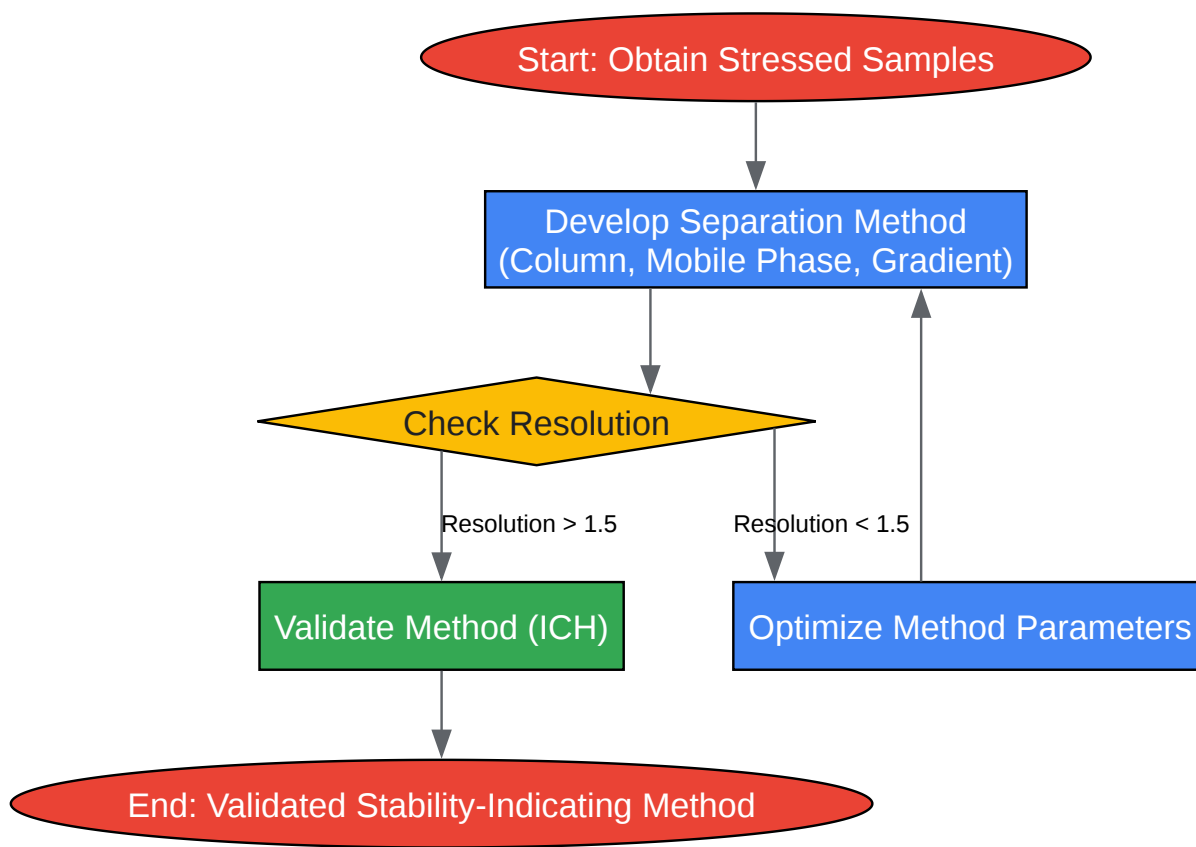 Start: Obtain Stressed Samples
Develop Separation Method
(Column, Mobile Phase, Gradient)
Check Resolution
Resolution > 1.5
Resolution < 1.5
Validate Method (ICH)
Optimize Method Parameters
End: Validated Stability-Indicating Method